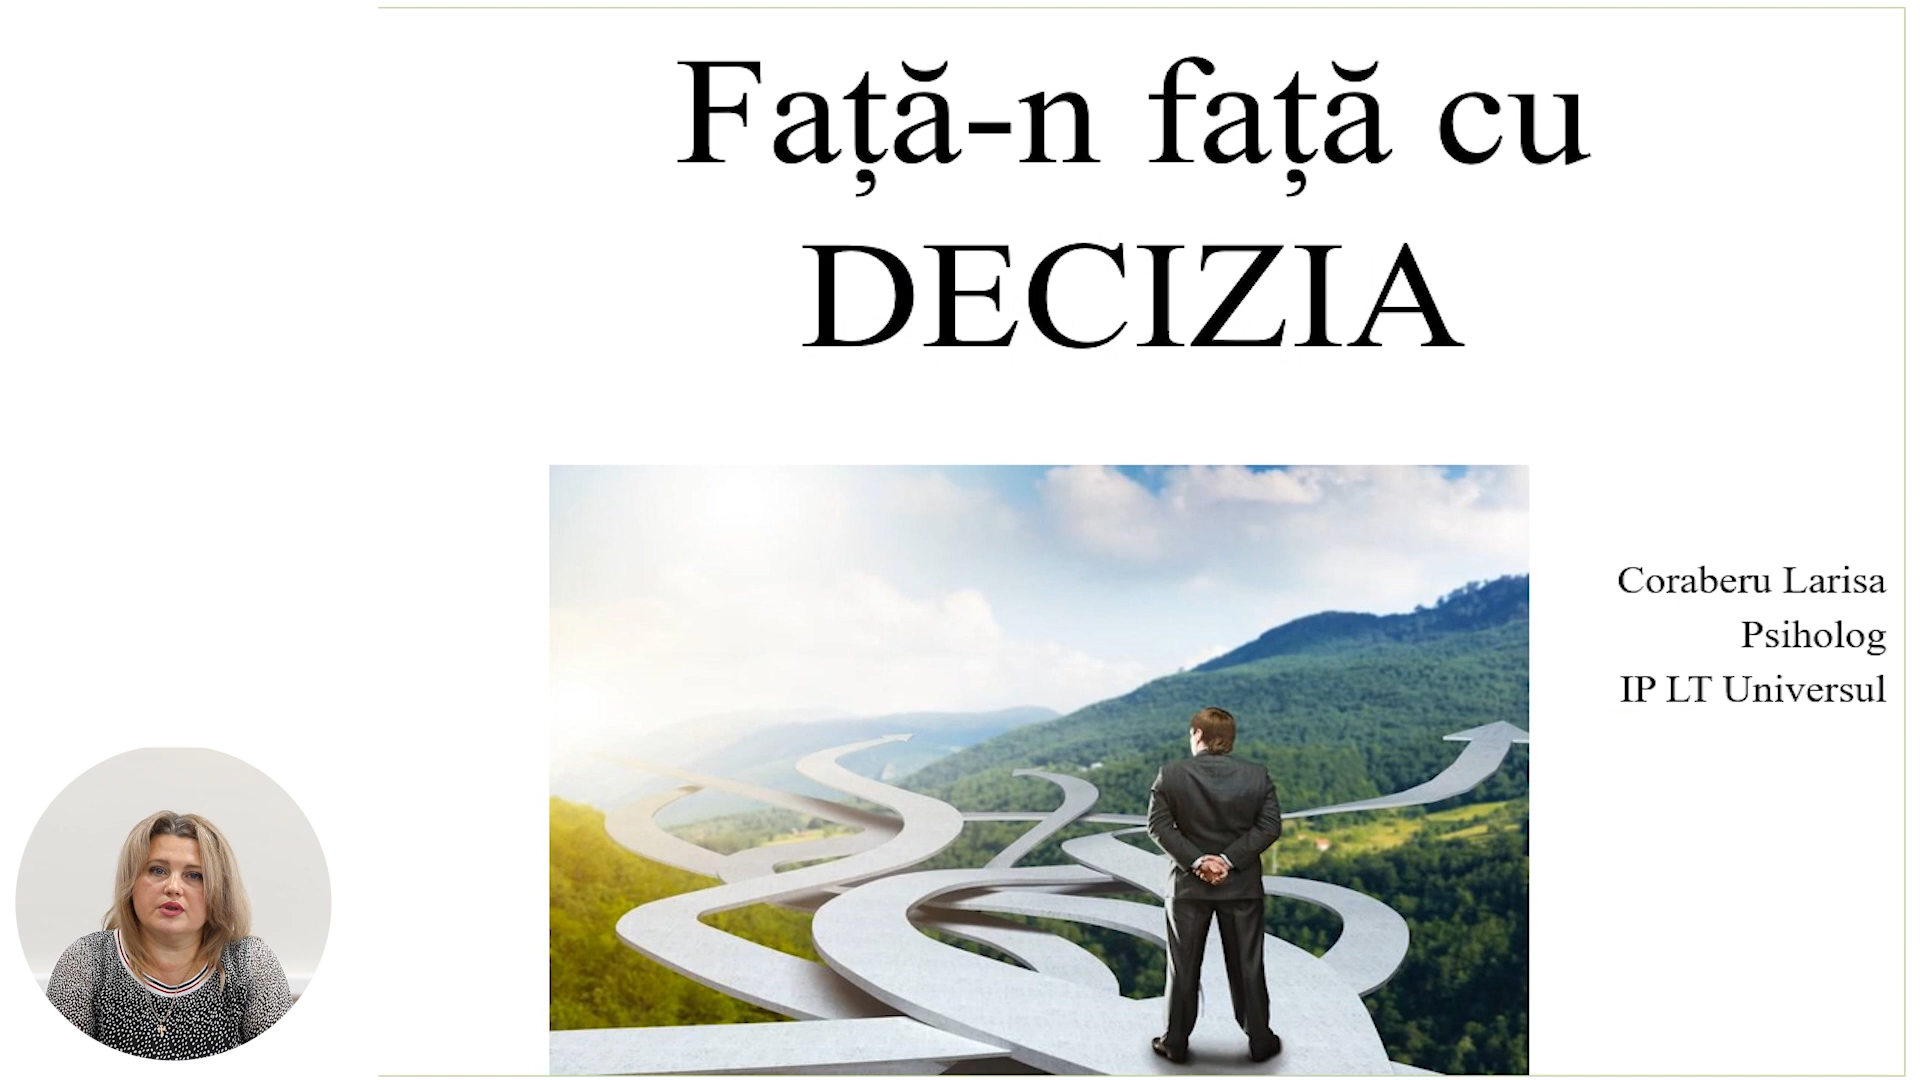 Față-n față cu
DECIZIA
Coraberu Larisa
Psiholog
IP LT Universul